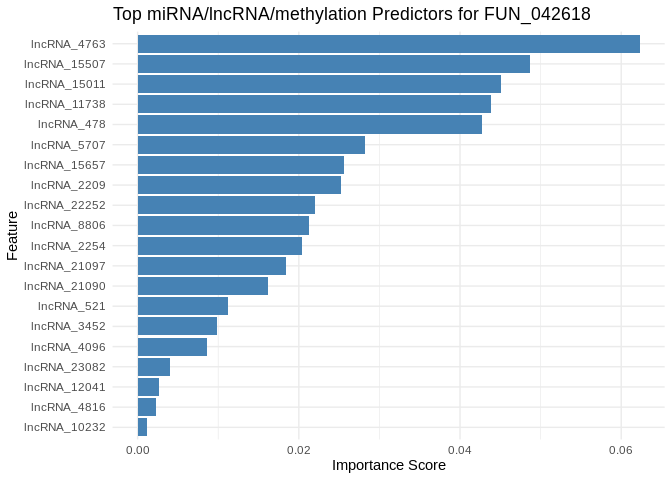 Top miRNA/lncRNA/methylation Predictors for FUN_042618
Feature
lncRNA_4763
lncRNA_15507
lncRNA_15011
lncRNA_11738
lncRNA_478
lncRNA_5707
lncRNA_15657
lncRNA_2209
lncRNA_22252
lncRNA_8806
lncRNA_2254
lncRNA_21097
lncRNA_21090
lncRNA_521
lncRNA_3452
lncRNA_4096
lncRNA_23082
lncRNA_12041
lncRNA_4816
lncRNA_10232
0.00 0.02 0.04 0.06
Importance Score